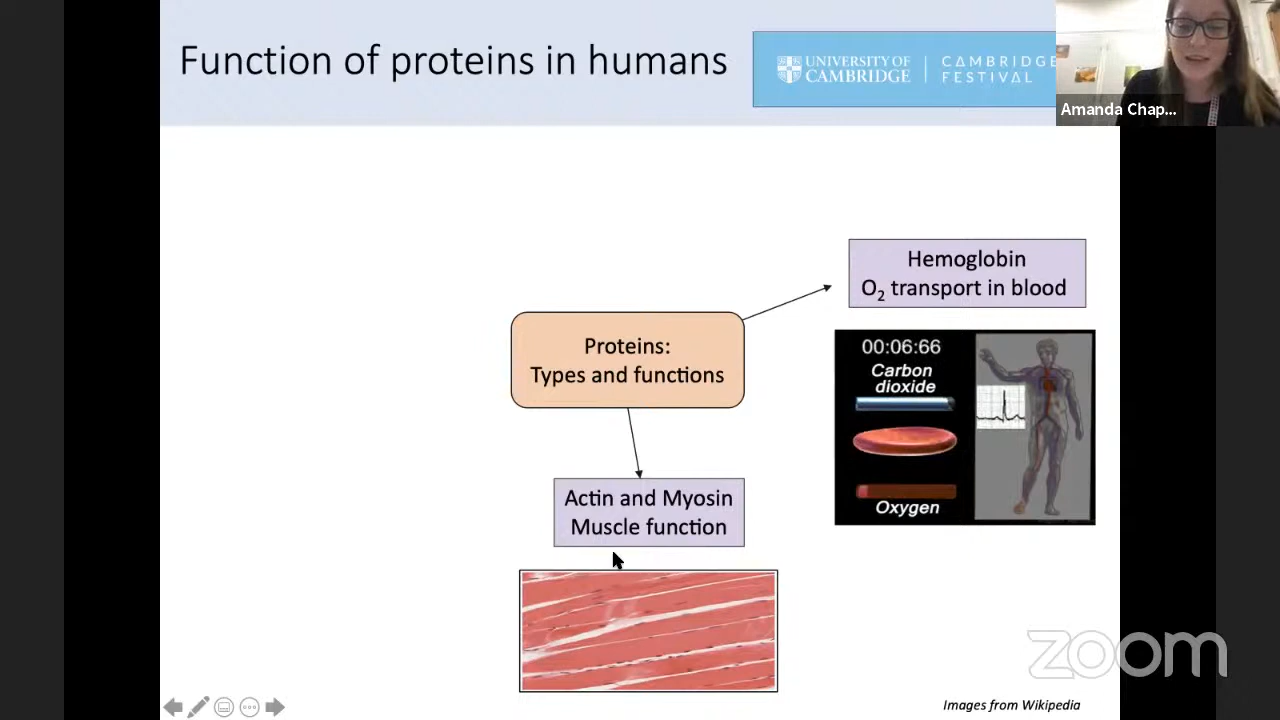 Function of proteins in humans
UNIVERSITY OF
CAMBRIDGE
CAMBRIDGE
FESTIVAL
Amanda Chap...
Hemoglobin
O₂ transport in blood
Proteins:
Types and functions
00:06:66
Carbon
dioxide
Oxygen
Actin and Myosin
Muscle function
zoom
Images from Wikipedia